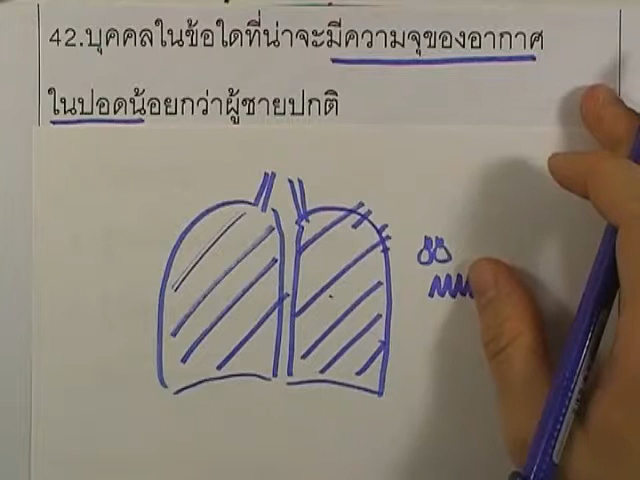 42.บุคคลในข้อใดที่น่าจะมีความจุของอากาศ
ในปอดน้อยกว่าผู้ชายปกติ